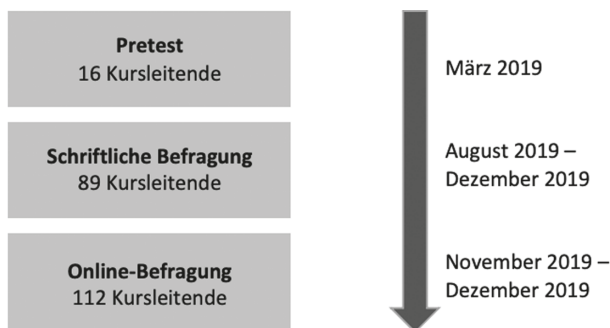 Pretest
16 Kursleitende
März 2019
Schriftliche Befragung
89 Kursleitende
August 2019 –
Dezember 2019
Online-Befragung
112 Kursleitende
November 2019 –
Dezember 2019